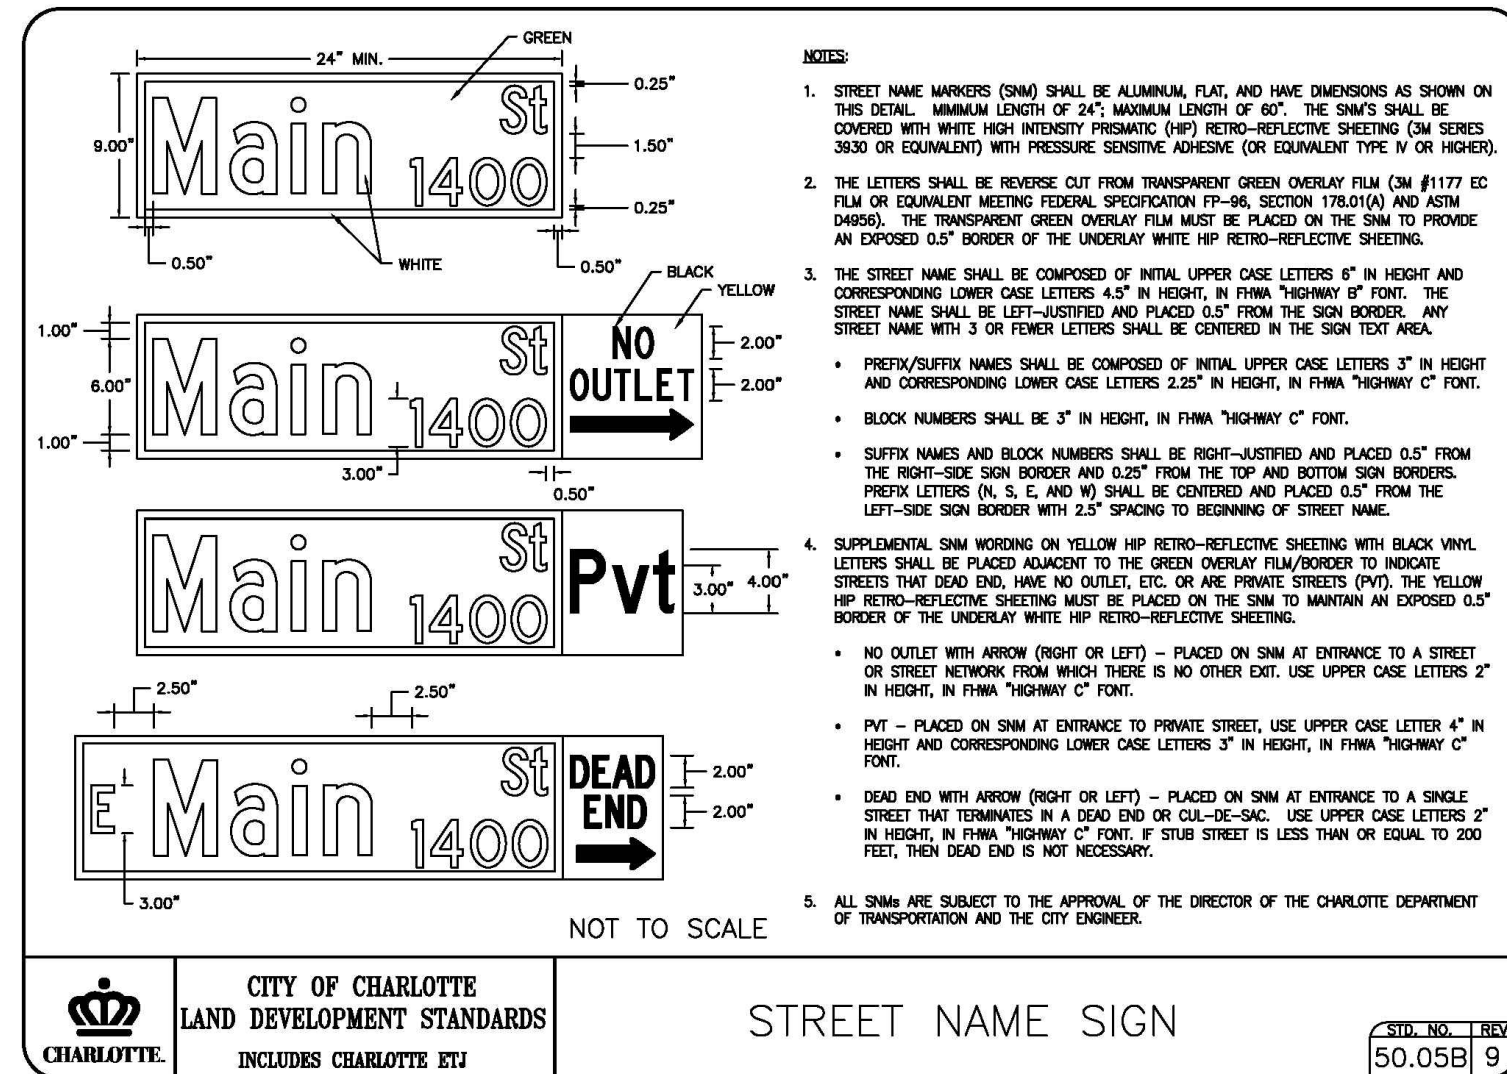 GREEN
24" MIN.
0.25"
Main St
9.00"
1.50"
1400
0.25"
0.50"
WHITE
0.50"
BLACK
YELLOW
1.00"
Main St
NO
OUTLET
2.00"
6.00"
2.00"
1400
1.00"
3.00"
0.50"
Main St
Pvt
3.00"
4.00"
1400
2.50"
2.50"
E Main St
DEAD
END
2.00"
2.00"
1400
3.00"
NOT TO SCALE
NOTES:
1. STREET NAME MARKERS (SNM) SHALL BE ALUMINUM, FLAT, AND HAVE DIMENSIONS AS SHOWN ON
THIS DETAIL. MIMIMUM LENGTH OF 24"; MAXIMUM LENGTH OF 60". THE SNM'S SHALL BE
COVERED WITH WHITE HIGH INTENSITY PRISMATIC (HIP) RETRO-REFLECTIVE SHEETING (3M SERIES
3930 OR EQUIVALENT) WITH PRESSURE SENSITIVE ADHESIVE (OR EQUIVALENT TYPE IV OR HIGHER).
2. THE LETTERS SHALL BE REVERSE CUT FROM TRANSPARENT GREEN OVERLAY FILM (3M #1177 EC
FILM OR EQUIVALENT MEETING FEDERAL SPECIFICATION FP-96, SECTION 178.01(A) AND ASTM
D4956). THE TRANSPARENT GREEN OVERLAY FILM MUST BE PLACED ON THE SNM TO PROVIDE
AN EXPOSED 0.5" BORDER OF THE UNDERLAY WHITE HIP RETRO-REFLECTIVE SHEETING.
3. THE STREET NAME SHALL BE COMPOSED OF INITIAL UPPER CASE LETTERS 6" IN HEIGHT AND
CORRESPONDING LOWER CASE LETTERS 4.5" IN HEIGHT, IN FHWA "HIGHWAY B" FONT. THE
STREET NAME SHALL BE LEFT-JUSTIFIED AND PLACED 0.5" FROM THE SIGN BORDER. ANY
STREET NAME WITH 3 OR FEWER LETTERS SHALL BE CENTERED IN THE SIGN TEXT AREA.
• PREFIX/SUFFIX NAMES SHALL BE COMPOSED OF INITIAL UPPER CASE LETTERS 3" IN HEIGHT
AND CORRESPONDING LOWER CASE LETTERS 2.25" IN HEIGHT, IN FHWA "HIGHWAY C" FONT.
• BLOCK NUMBERS SHALL BE 3" IN HEIGHT, IN FHWA "HIGHWAY C" FONT.
• SUFFIX NAMES AND BLOCK NUMBERS SHALL BE RIGHT-JUSTIFIED AND PLACED 0.5" FROM
THE RIGHT-SIDE SIGN BORDER AND 0.25" FROM THE TOP AND BOTTOM SIGN BORDERS.
PREFIX LETTERS (N, S, E, AND W) SHALL BE CENTERED AND PLACED 0.5" FROM THE
LEFT-SIDE SIGN BORDER WITH 2.5" SPACING TO BEGINNING OF STREET NAME.
4. SUPPLEMENTAL SNM WORDING ON YELLOW HIP RETRO-REFLECTIVE SHEETING WITH BLACK VINYL
LETTERS SHALL BE PLACED ADJACENT TO THE GREEN OVERLAY FILM/BORDER TO INDICATE
STREETS THAT DEAD END, HAVE NO OUTLET, ETC. OR ARE PRIVATE STREETS (PVT). THE YELLOW
HIP RETRO-REFLECTIVE SHEETING MUST BE PLACED ON THE SNM TO MAINTAIN AN EXPOSED 0.5"
BORDER OF THE UNDERLAY WHITE HIP RETRO-REFLECTIVE SHEETING.
• NO OUTLET WITH ARROW (RIGHT OR LEFT) – PLACED ON SNM AT ENTRANCE TO A STREET
OR STREET NETWORK FROM WHICH THERE IS NO OTHER EXIT. USE UPPER CASE LETTERS 2"
IN HEIGHT, IN FHWA "HIGHWAY C" FONT.
• PVT – PLACED ON SNM AT ENTRANCE TO PRIVATE STREET, USE UPPER CASE LETTER 4" IN
HEIGHT AND CORRESPONDING LOWER CASE LETTERS 3" IN HEIGHT, IN FHWA "HIGHWAY C"
FONT.
• DEAD END WITH ARROW (RIGHT OR LEFT) – PLACED ON SNM AT ENTRANCE TO A SINGLE
STREET THAT TERMINATES IN A DEAD END OR CUL-DE-SAC. USE UPPER CASE LETTERS 2"
IN HEIGHT, IN FHWA "HIGHWAY C" FONT. IF STUB STREET IS LESS THAN OR EQUAL TO 200
FEET, THEN DEAD END IS NOT NECESSARY.
5. ALL SNMs ARE SUBJECT TO THE APPROVAL OF THE DIRECTOR OF THE CHARLOTTE DEPARTMENT
OF TRANSPORTATION AND THE CITY ENGINEER.
CHARLOTTE.
CITY OF CHARLOTTE
LAND DEVELOPMENT STANDARDS
INCLUDES CHARLOTTE ETJ
STREET NAME SIGN
STD. NO. REV
50.05B 9